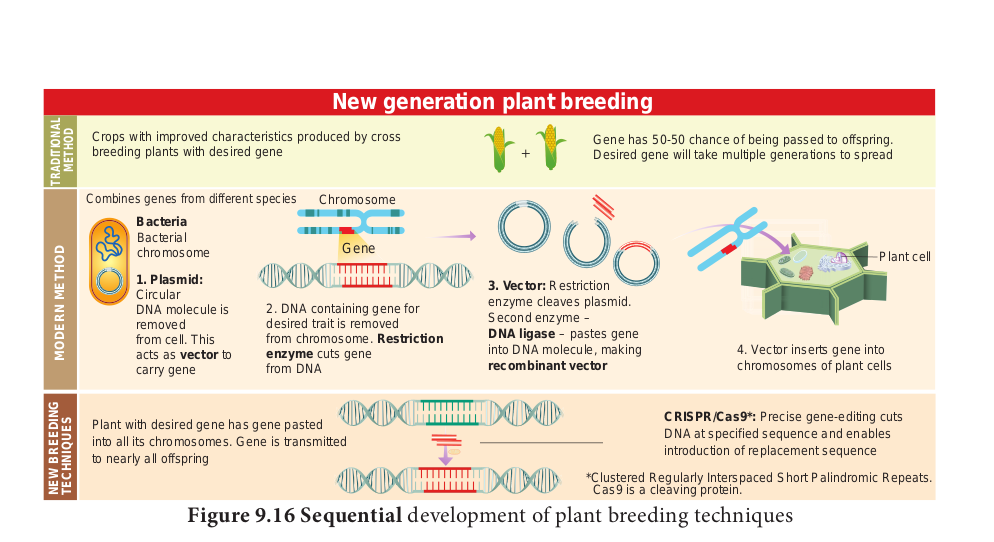 New generation plant breeding
TRADITIONAL
METHOD
Crops with improved characteristics produced by cross
breeding plants with desired gene
+
Gene has 50-50 chance of being passed to offspring.
Desired gene will take multiple generations to spread
MODERN METHOD
Combines genes from different species
Bacteria
Bacterial
chromosome
1. Plasmid:
Circular
DNA molecule is
removed
from cell. This
acts as vector to
carry gene
Chromosome
Gene
2. DNA containing gene for
desired trait is removed
from chromosome. Restriction
enzyme cuts gene
from DNA
3. Vector: Restriction
enzyme cleaves plasmid.
Second enzyme –
DNA ligase – pastes gene
into DNA molecule, making
recombinant vector
Plant cell
4. Vector inserts gene into
chromosomes of plant cells
NEW BREEDING
TECHNIQUES
Plant with desired gene has gene pasted
into all its chromosomes. Gene is transmitted
to nearly all offspring
CRISPR/Cas9*: Precise gene-editing cuts
DNA at specified sequence and enables
introduction of replacement sequence
*Clustered Regularly Interspaced Short Palindromic Repeats.
Cas9 is a cleaving protein.
Figure 9.16 Sequential development of plant breeding techniques